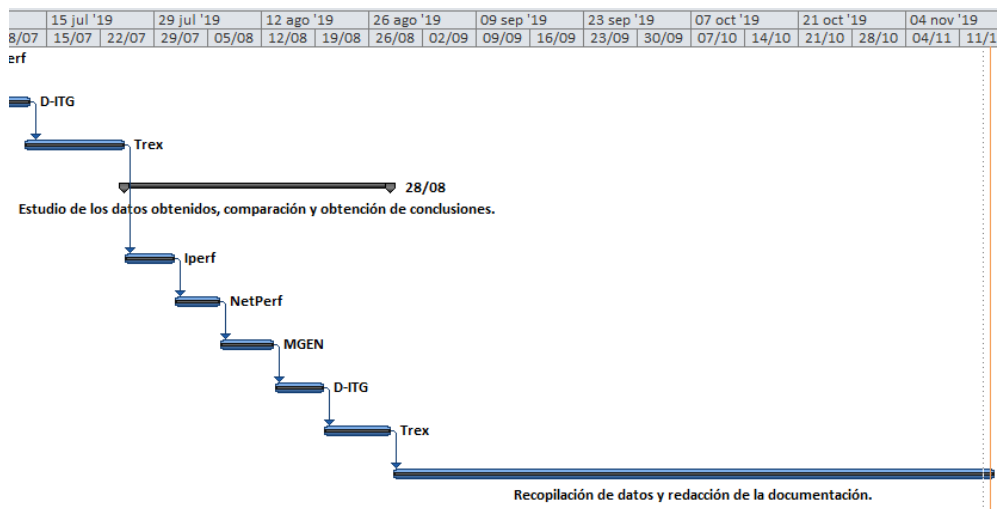 15 jul '19 29 jul '19 12 ago '19 26 ago '19 09 sep '19 23 sep '19 07 oct '19 21 oct '19 04 nov '19
8/07 15/07 22/07 29/07 05/08 12/08 19/08 26/08 02/09 09/09 16/09 23/09 30/09 07/10 14/10 21/10 28/10 04/11 11/1
erf
D-ITG
Trex
28/08
Estudio de los datos obtenidos, comparación y obtención de conclusiones.
Iperf
NetPerf
MGEN
D-ITG
Trex
Recopilación de datos y redacción de la documentación.